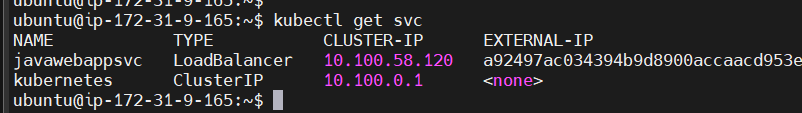 ubuntu@ip-172-31-9-165:~$
ubuntu@ip-172-31-9-165:~$ kubectl get svc
NAME TYPE CLUSTER-IP EXTERNAL-IP
javawebappsvc LoadBalancer 10.100.58.120 a92497ac034394b9d8900accaacd953e
kubernetes ClusterIP 10.100.0.1 <none>
ubuntu@ip-172-31-9-165:~$